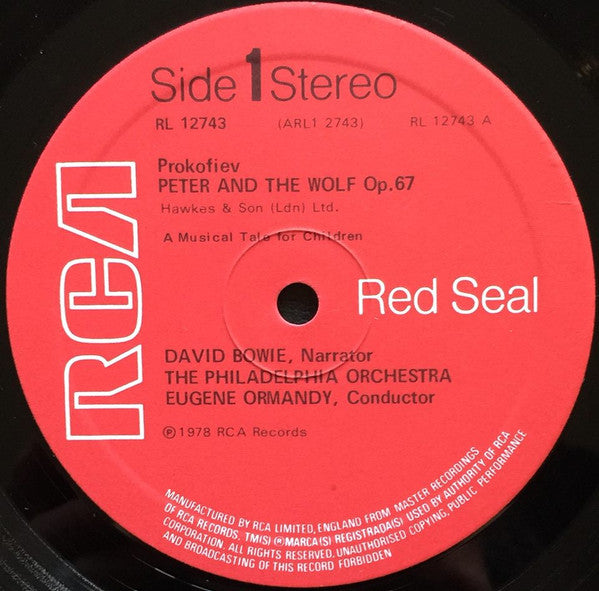 Side 1 Stereo
RL 12743 (ARL1 2743) RL 12743 A
Prokofiev
PETER AND THE WOLF Op.67
Hawkes & Son (Ldn) Ltd.
A Musical Tale for Children
RCA
Red Seal
DAVID BOWIE, Narrator
THE PHILADELPHIA ORCHESTRA
EUGENE ORMANDY, Conductor
℗1978 RCA Records
MANUFACTURED BY RCA LIMITED, ENGLAND FROM MASTER RECORDINGS
OF RCA RECORDS. TM(S) ® MARCA(S) REGISTRADA(S) USED BY AUTHORITY OF RCA
CORPORATION. ALL RIGHTS RESERVED. UNAUTHORISED COPYING, PUBLIC PERFORMANCE
AND BROADCASTING OF THIS RECORD FORBIDDEN